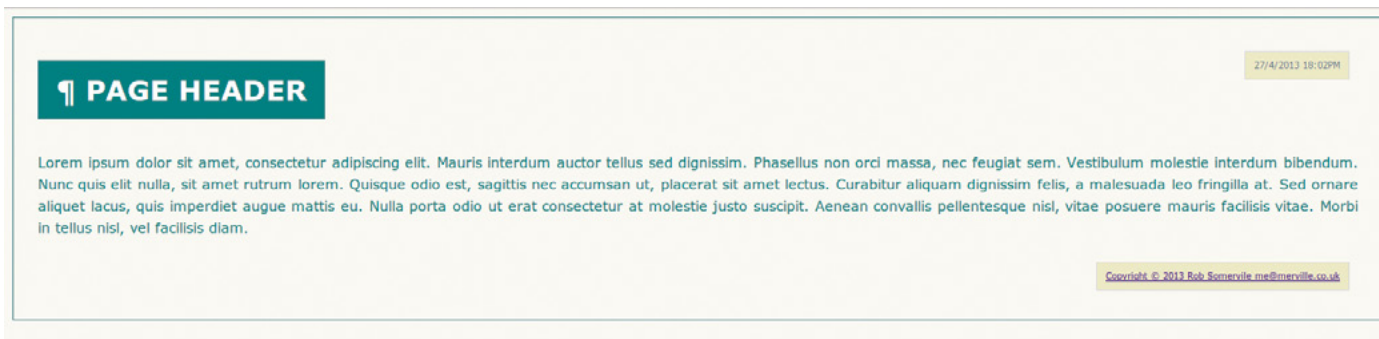 27/4/2013 18:02PM
¶ PAGE HEADER
Lorem ipsum dolor sit amet, consectetur adipiscing elit. Mauris interdum auctor tellus sed dignissim. Phasellus non orci massa, nec feugiat sem. Vestibulum molestie interdum bibendum.
Nunc quis elit nulla, sit amet rutrum lorem. Quisque odio est, sagittis nec accumsan ut, placerat sit amet lectus. Curabitur aliquam dignissim felis, a malesuada leo fringilla at. Sed ornare
aliquet lacus, quis imperdiet augue mattis eu. Nulla porta odio ut erat consectetur at molestie justo suscipit. Aenean convallis pellentesque nisl, vitae posuere mauris facilisis vitae. Morbi
in tellus nisl, vel facilisis diam.
Copyright © 2013 Rob Somervile me@merville.co.uk